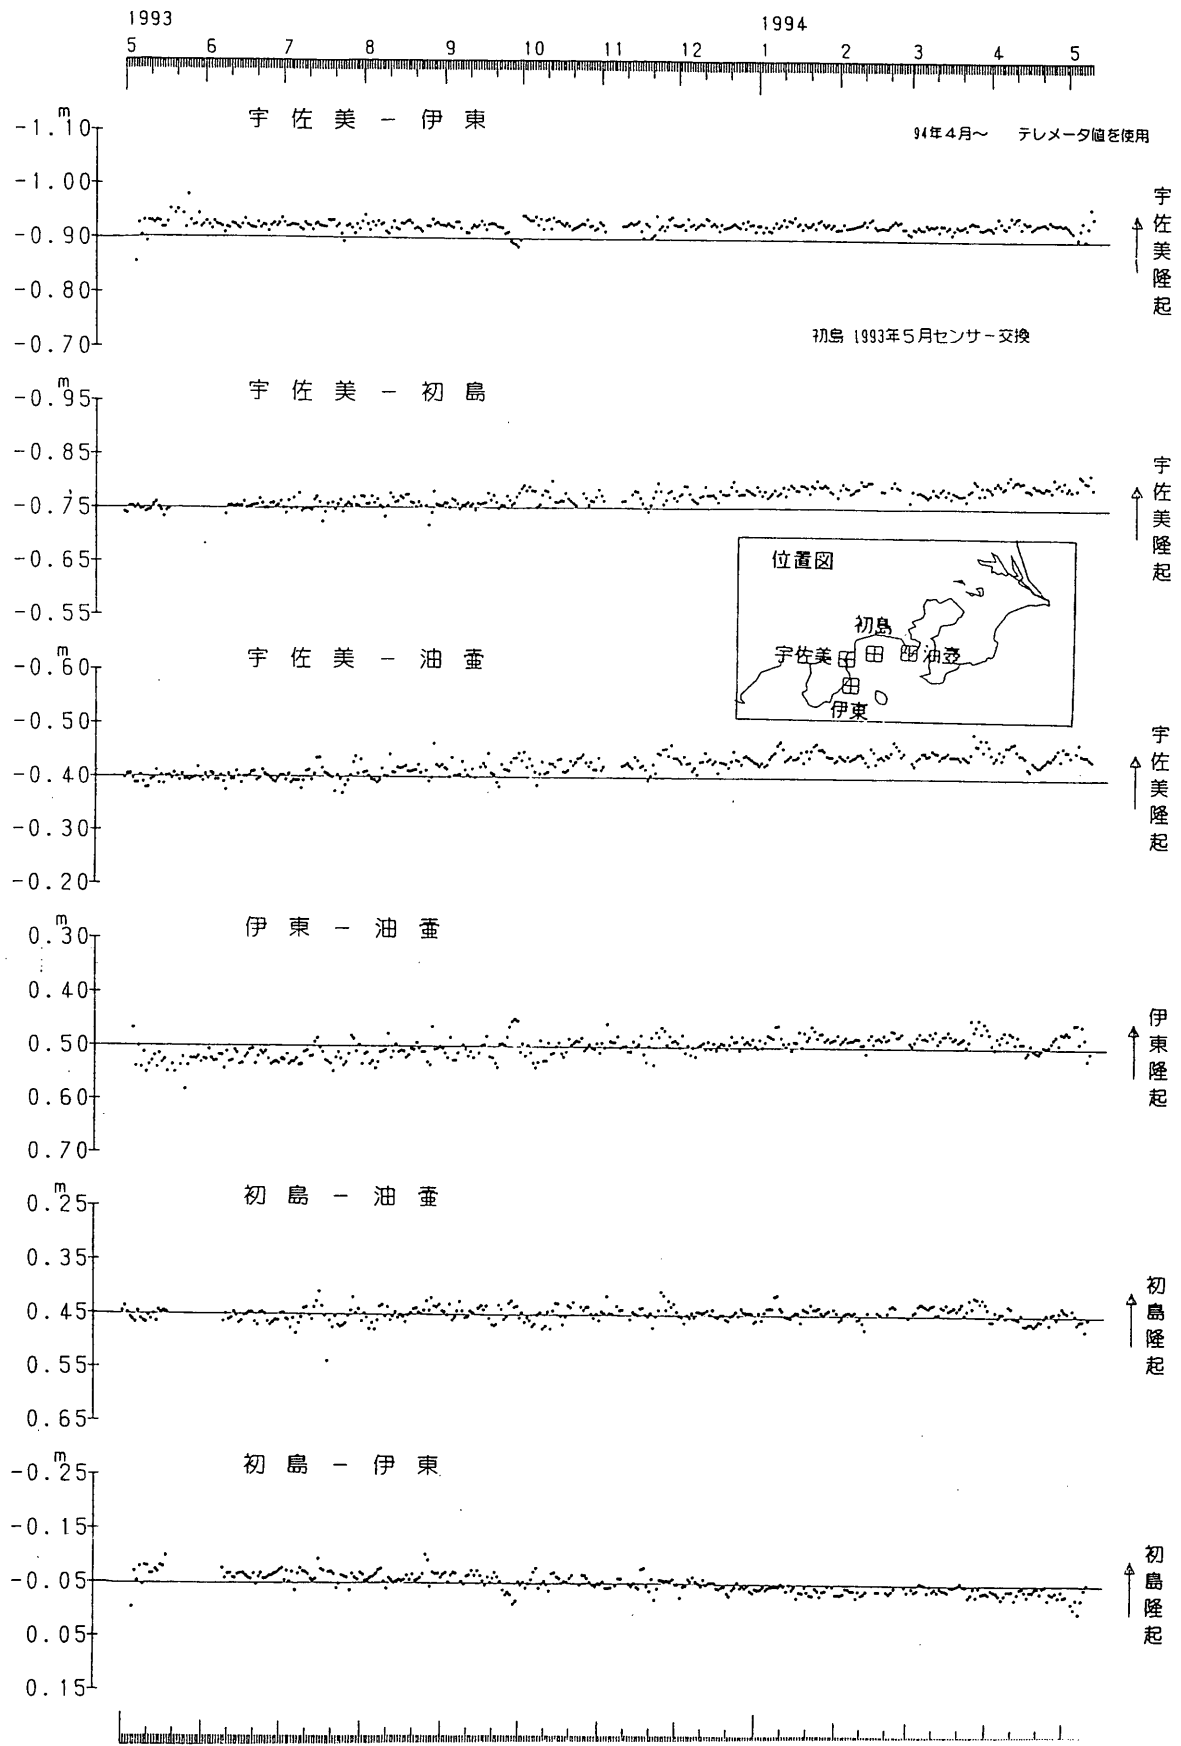 1993
1994
5 6 7 8 9 10 11 12 1 2 3 4 5
m
宇佐美－伊東
94年4月～ テレメータ値を使用
-1.10
-1.00
-0.90
-0.80
-0.70
宇佐美隆起
初島 1993年5月センサー交換
m
宇佐美－初島
-0.95
-0.85
-0.75
-0.65
-0.55
宇佐美隆起
位置図
初島
宇佐美
油壺
伊東
m
宇佐美－油壷
-0.60
-0.50
-0.40
-0.30
-0.20
宇佐美隆起
m
伊東－油壷
0.30
0.40
0.50
0.60
0.70
伊東隆起
m
初島－油壷
0.25
0.35
0.45
0.55
0.65
初島隆起
m
初島－伊東
-0.25
-0.15
-0.05
0.05
0.15
初島隆起